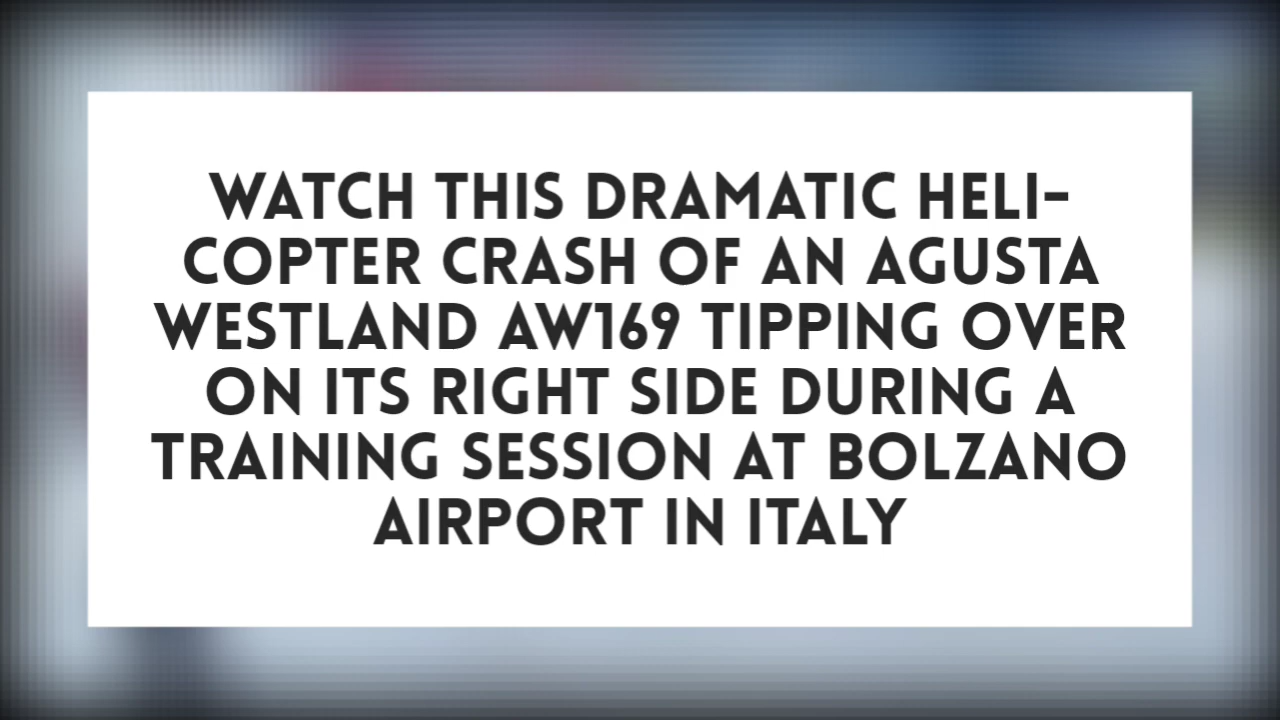 WATCH THIS DRAMATIC HELI-
COPTER CRASH OF AN AGUSTA
WESTLAND AW169 TIPPING OVER
ON ITS RIGHT SIDE DURING A
TRAINING SESSION AT BOLZANO
AIRPORT IN ITALY